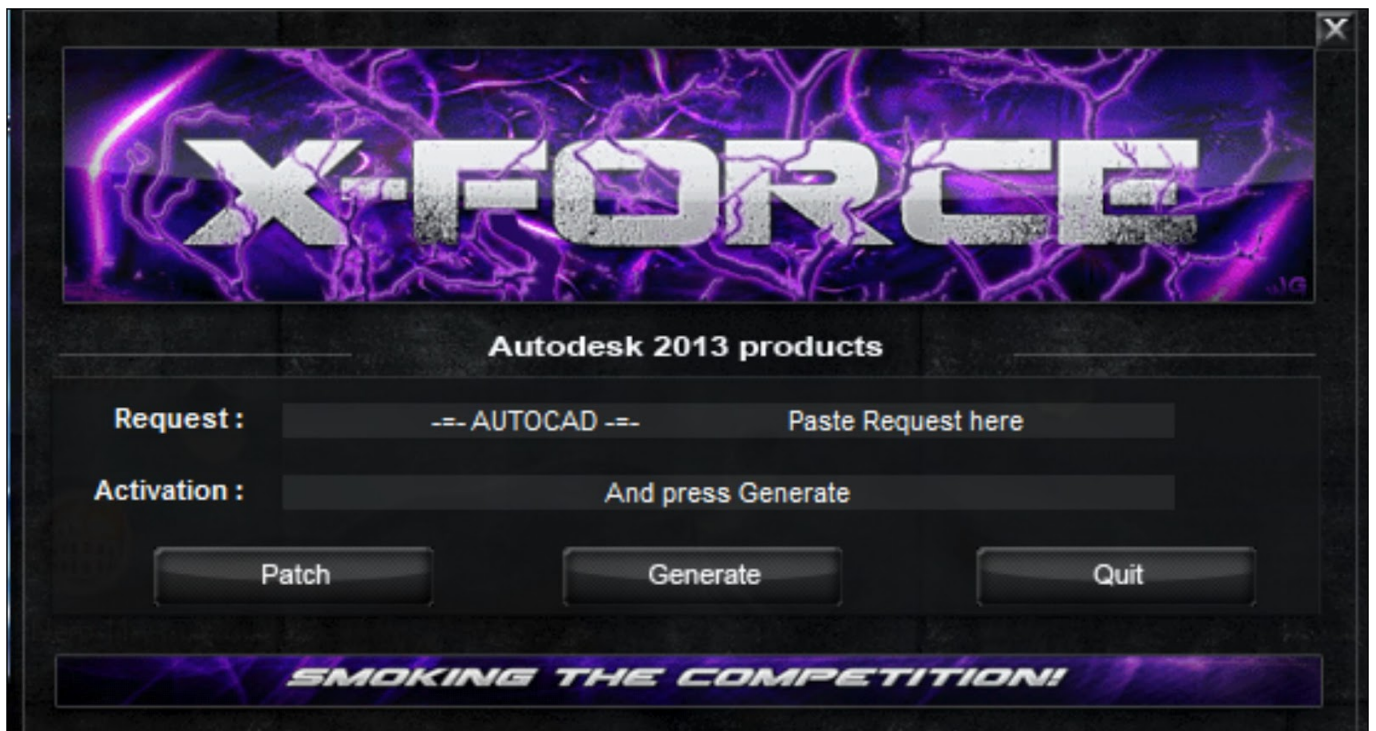 X
X-FORCE
Autodesk 2013 products
Request : -=- AUTOCAD -=- Paste Request here
Activation : And press Generate
Patch Generate Quit
SMOKING THE COMPETITION!